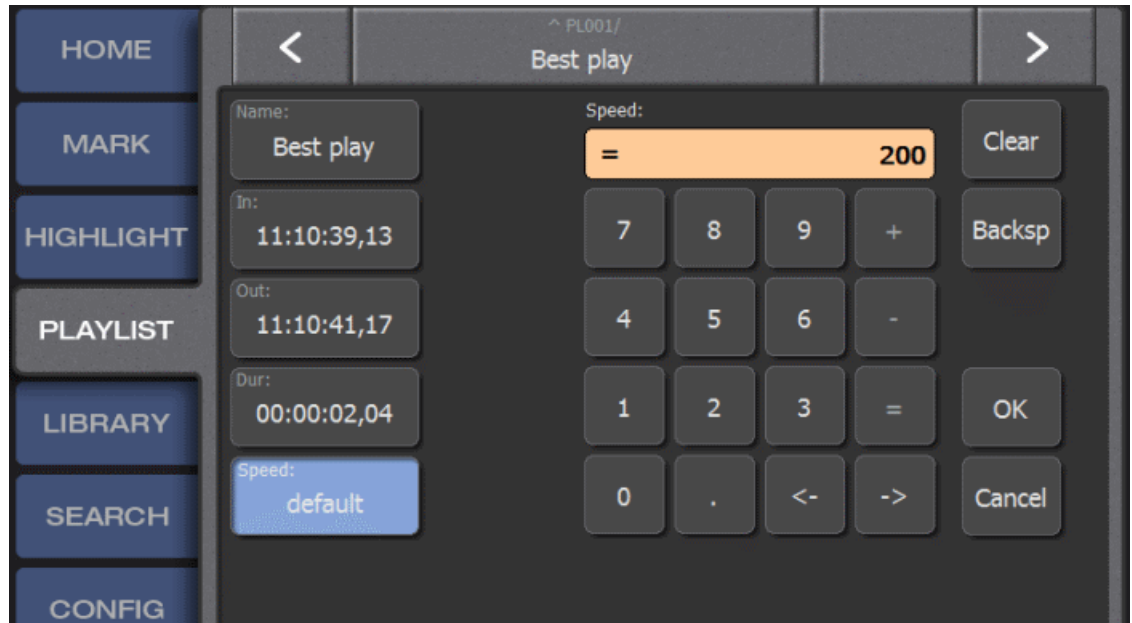 HOME
MARK
HIGHLIGHT
PLAYLIST
LIBRARY
SEARCH
CONFIG
<
^ PL001/
Best play
>
Name:
Best play
In:
11:10:39,13
Out:
11:10:41,17
Dur:
00:00:02,04
Speed:
default
Speed:
= 200
7 8 9 +
4 5 6 -
1 2 3 =
0 . <- ->
Clear
Backsp
OK
Cancel